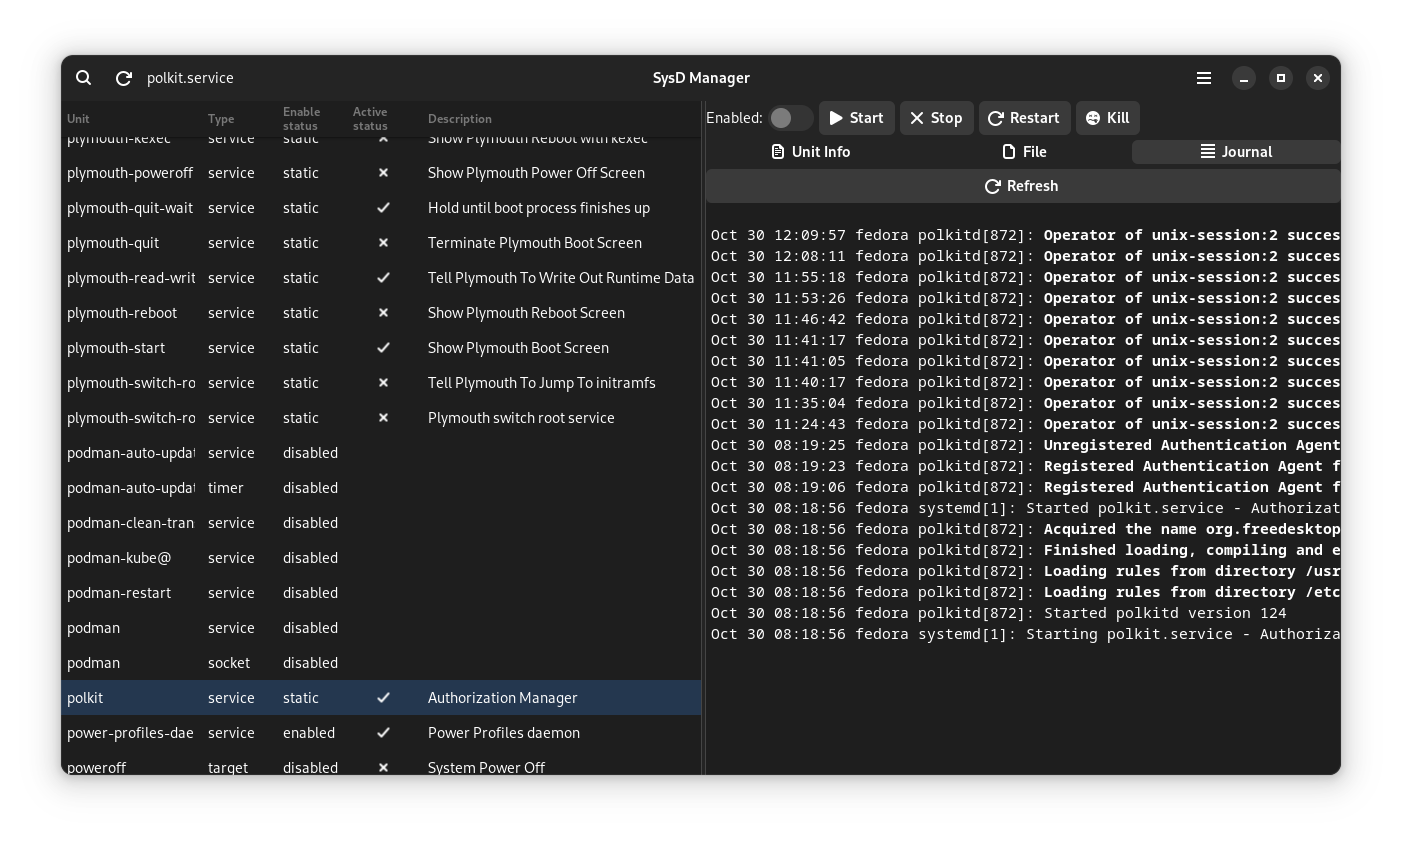 polkit.service
SysD Manager
Unit Type Enable status Active status Description
plymouth-kexec service static Show Plymouth Reboot with kexec
plymouth-poweroff service static Show Plymouth Power Off Screen
plymouth-quit-wait service static Hold until boot process finishes up
plymouth-quit service static Terminate Plymouth Boot Screen
plymouth-read-writ service static Tell Plymouth To Write Out Runtime Data
plymouth-reboot service static Show Plymouth Reboot Screen
plymouth-start service static Show Plymouth Boot Screen
plymouth-switch-ro service static Tell Plymouth To Jump To initramfs
plymouth-switch-ro service static Plymouth switch root service
podman-auto-updat service disabled
podman-auto-updat timer disabled
podman-clean-tran service disabled
podman-kube@ service disabled
podman-restart service disabled
podman service disabled
podman socket disabled
polkit service static Authorization Manager
power-profiles-dae service enabled Power Profiles daemon
poweroff target disabled System Power Off
Enabled: Start Stop Restart Kill
Unit Info File Journal
Refresh
Oct 30 12:09:57 fedora polkitd[872]: Operator of unix-session:2 succes
Oct 30 12:08:11 fedora polkitd[872]: Operator of unix-session:2 succes
Oct 30 11:55:18 fedora polkitd[872]: Operator of unix-session:2 succes
Oct 30 11:53:26 fedora polkitd[872]: Operator of unix-session:2 succes
Oct 30 11:46:42 fedora polkitd[872]: Operator of unix-session:2 succes
Oct 30 11:41:17 fedora polkitd[872]: Operator of unix-session:2 succes
Oct 30 11:41:05 fedora polkitd[872]: Operator of unix-session:2 succes
Oct 30 11:40:17 fedora polkitd[872]: Operator of unix-session:2 succes
Oct 30 11:35:04 fedora polkitd[872]: Operator of unix-session:2 succes
Oct 30 11:24:43 fedora polkitd[872]: Operator of unix-session:2 succes
Oct 30 08:19:25 fedora polkitd[872]: Unregistered Authentication Agent
Oct 30 08:19:23 fedora polkitd[872]: Registered Authentication Agent f
Oct 30 08:19:06 fedora polkitd[872]: Registered Authentication Agent f
Oct 30 08:18:56 fedora systemd[1]: Started polkit.service - Authorizat
Oct 30 08:18:56 fedora polkitd[872]: Acquired the name org.freedesktop
Oct 30 08:18:56 fedora polkitd[872]: Finished loading, compiling and e
Oct 30 08:18:56 fedora polkitd[872]: Loading rules from directory /usr
Oct 30 08:18:56 fedora polkitd[872]: Loading rules from directory /etc
Oct 30 08:18:56 fedora polkitd[872]: Started polkitd version 124
Oct 30 08:18:56 fedora systemd[1]: Starting polkit.service - Authoriza